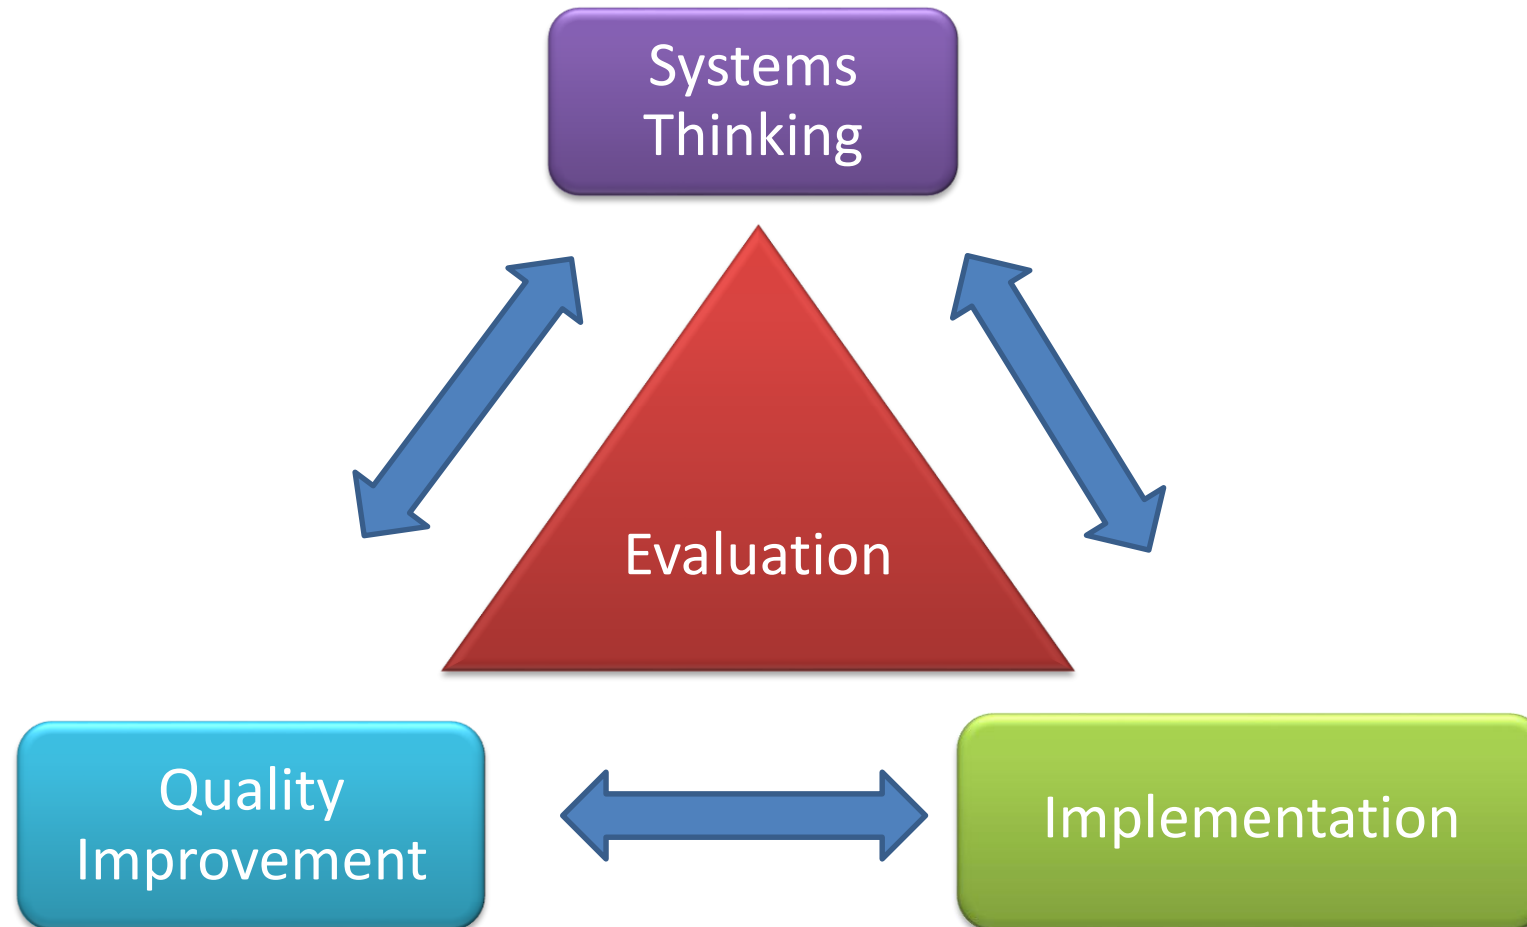 Systems
Thinking
Evaluation
Quality
Improvement
Implementation